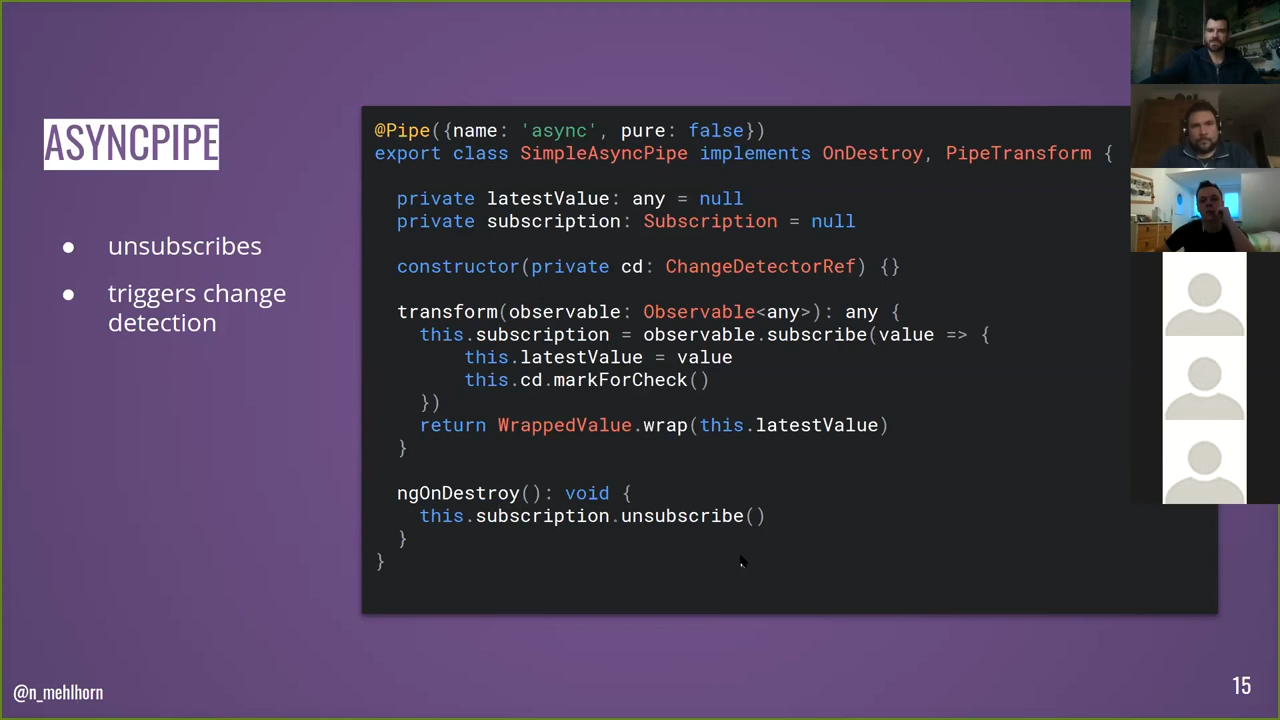 ASYNCPIPE
● unsubscribes
● triggers change
detection
@Pipe({name: 'async', pure: false})
export class SimpleAsyncPipe implements OnDestroy, PipeTransform {
private latestValue: any = null
private subscription: Subscription = null
constructor(private cd: ChangeDetectorRef) {}
transform(observable: Observable<any>): any {
this.subscription = observable.subscribe(value => {
this.latestValue = value
this.cd.markForCheck()
})
return WrappedValue.wrap(this.latestValue)
}
ngOnDestroy(): void {
this.subscription.unsubscribe()
}
}
@n_mehlhorn
15